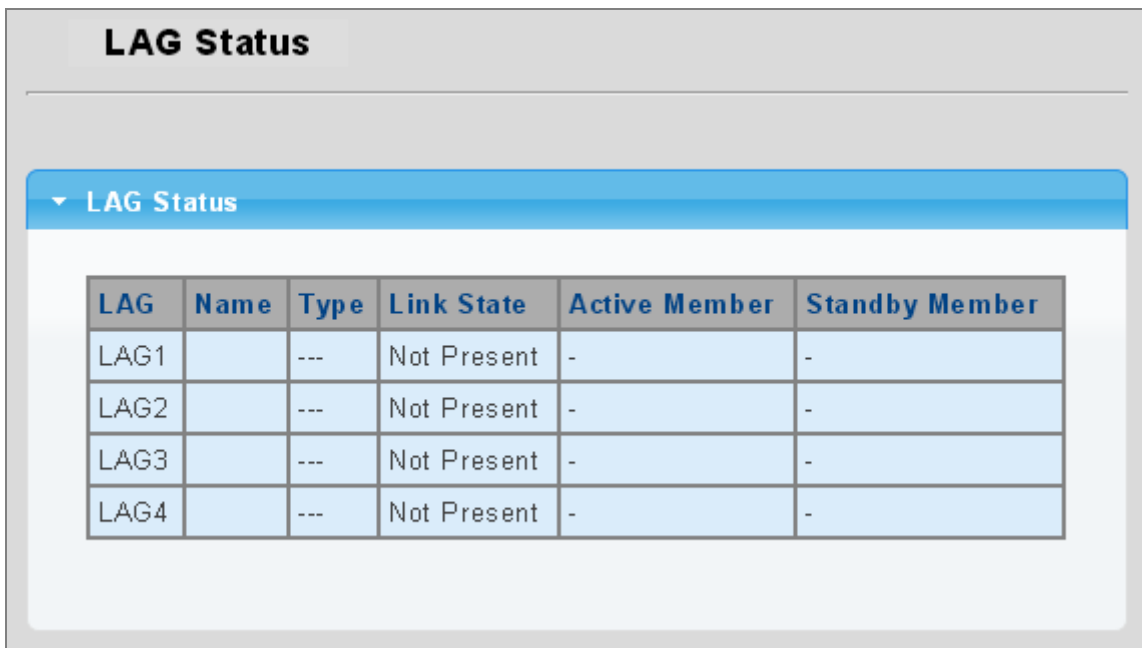 LAG Status
LAG Status
LAG Name Type Link State Active Member Standby Member
LAG1 --- Not Present - -
LAG2 --- Not Present - -
LAG3 --- Not Present - -
LAG4 --- Not Present - -